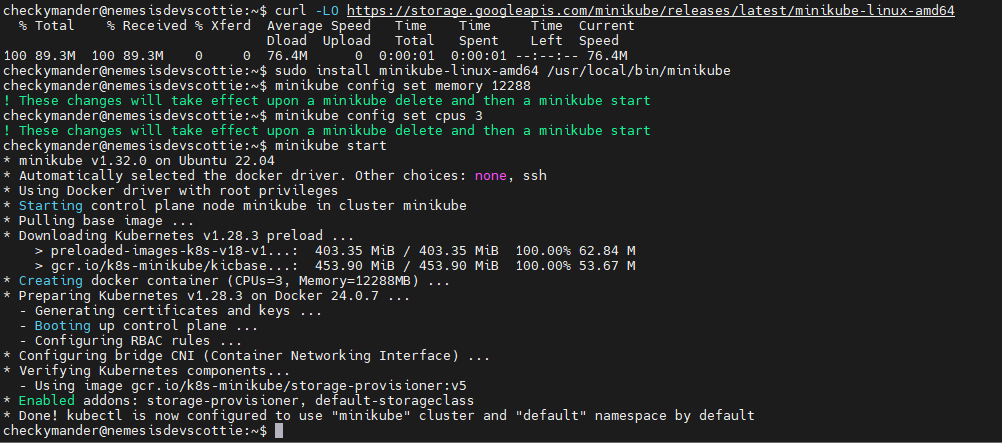 checkymander@nemesisdevscottie:~$ curl -LO https://storage.googleapis.com/minikube/releases/latest/minikube-linux-amd64
  % Total    % Received % Xferd  Average Speed   Time    Time     Time  Current
                                 Dload  Upload   Total   Spent    Left  Speed
100 89.3M  100 89.3M    0     0  76.4M      0  0:00:01  0:00:01 --:--:-- 76.4M
checkymander@nemesisdevscottie:~$ sudo install minikube-linux-amd64 /usr/local/bin/minikube
checkymander@nemesisdevscottie:~$ minikube config set memory 12288
! These changes will take effect upon a minikube delete and then a minikube start
checkymander@nemesisdevscottie:~$ minikube config set cpus 3
! These changes will take effect upon a minikube delete and then a minikube start
checkymander@nemesisdevscottie:~$ minikube start
* minikube v1.32.0 on Ubuntu 22.04
* Automatically selected the docker driver. Other choices: none, ssh
* Using Docker driver with root privileges
* Starting control plane node minikube in cluster minikube
* Pulling base image ...
* Downloading Kubernetes v1.28.3 preload ...
    > preloaded-images-k8s-v18-v1...:  403.35 MiB / 403.35 MiB  100.00% 62.84 M
    > gcr.io/k8s-minikube/kicbase...:  453.90 MiB / 453.90 MiB  100.00% 53.67 M
* Creating docker container (CPUs=3, Memory=12288MB) ...
* Preparing Kubernetes v1.28.3 on Docker 24.0.7 ...
  - Generating certificates and keys ...
  - Booting up control plane ...
  - Configuring RBAC rules ...
* Configuring bridge CNI (Container Networking Interface) ...
* Verifying Kubernetes components...
  - Using image gcr.io/k8s-minikube/storage-provisioner:v5
* Enabled addons: storage-provisioner, default-storageclass
* Done! kubectl is now configured to use "minikube" cluster and "default" namespace by default
checkymander@nemesisdevscottie:~$